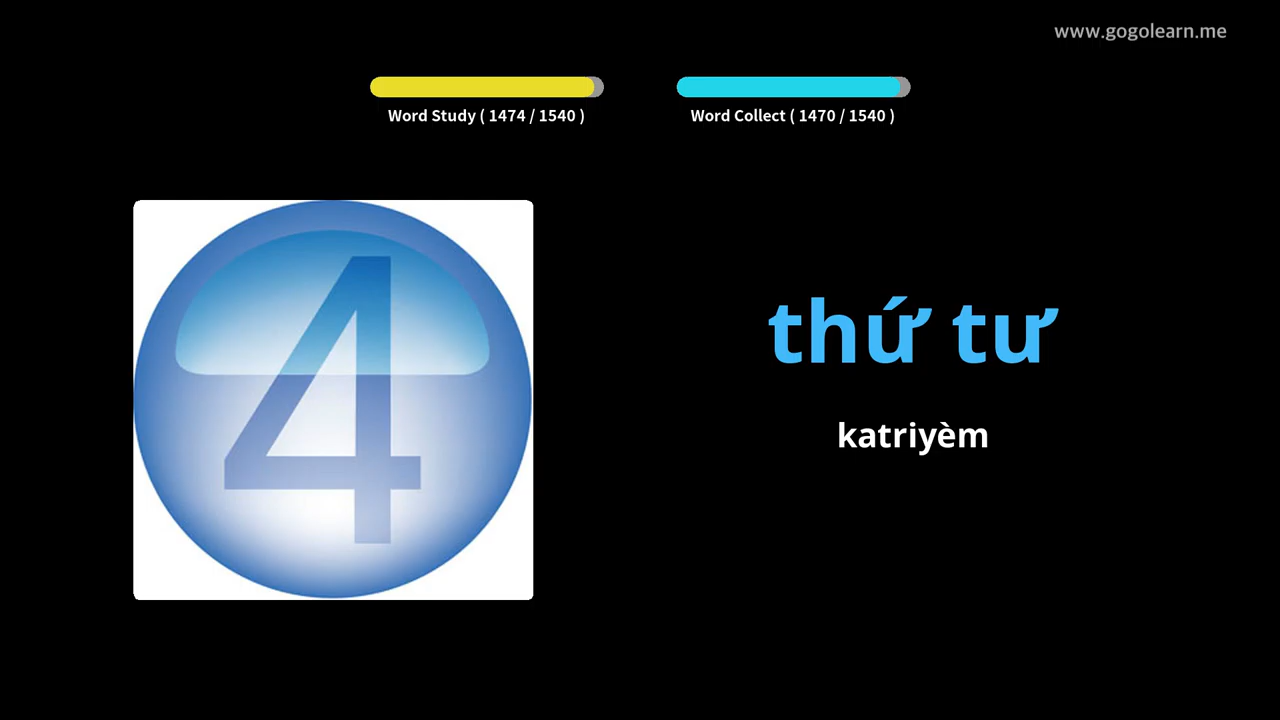 www.gogolearn.me
Word Study ( 1474 / 1540 )
Word Collect ( 1470 / 1540 )
4
thứ tư
katriyèm